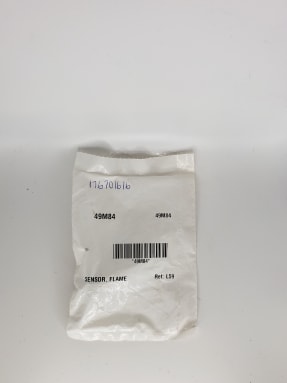 176701616
49M84 49M84
*49M84*
SENSOR, FLAME Ref: L59